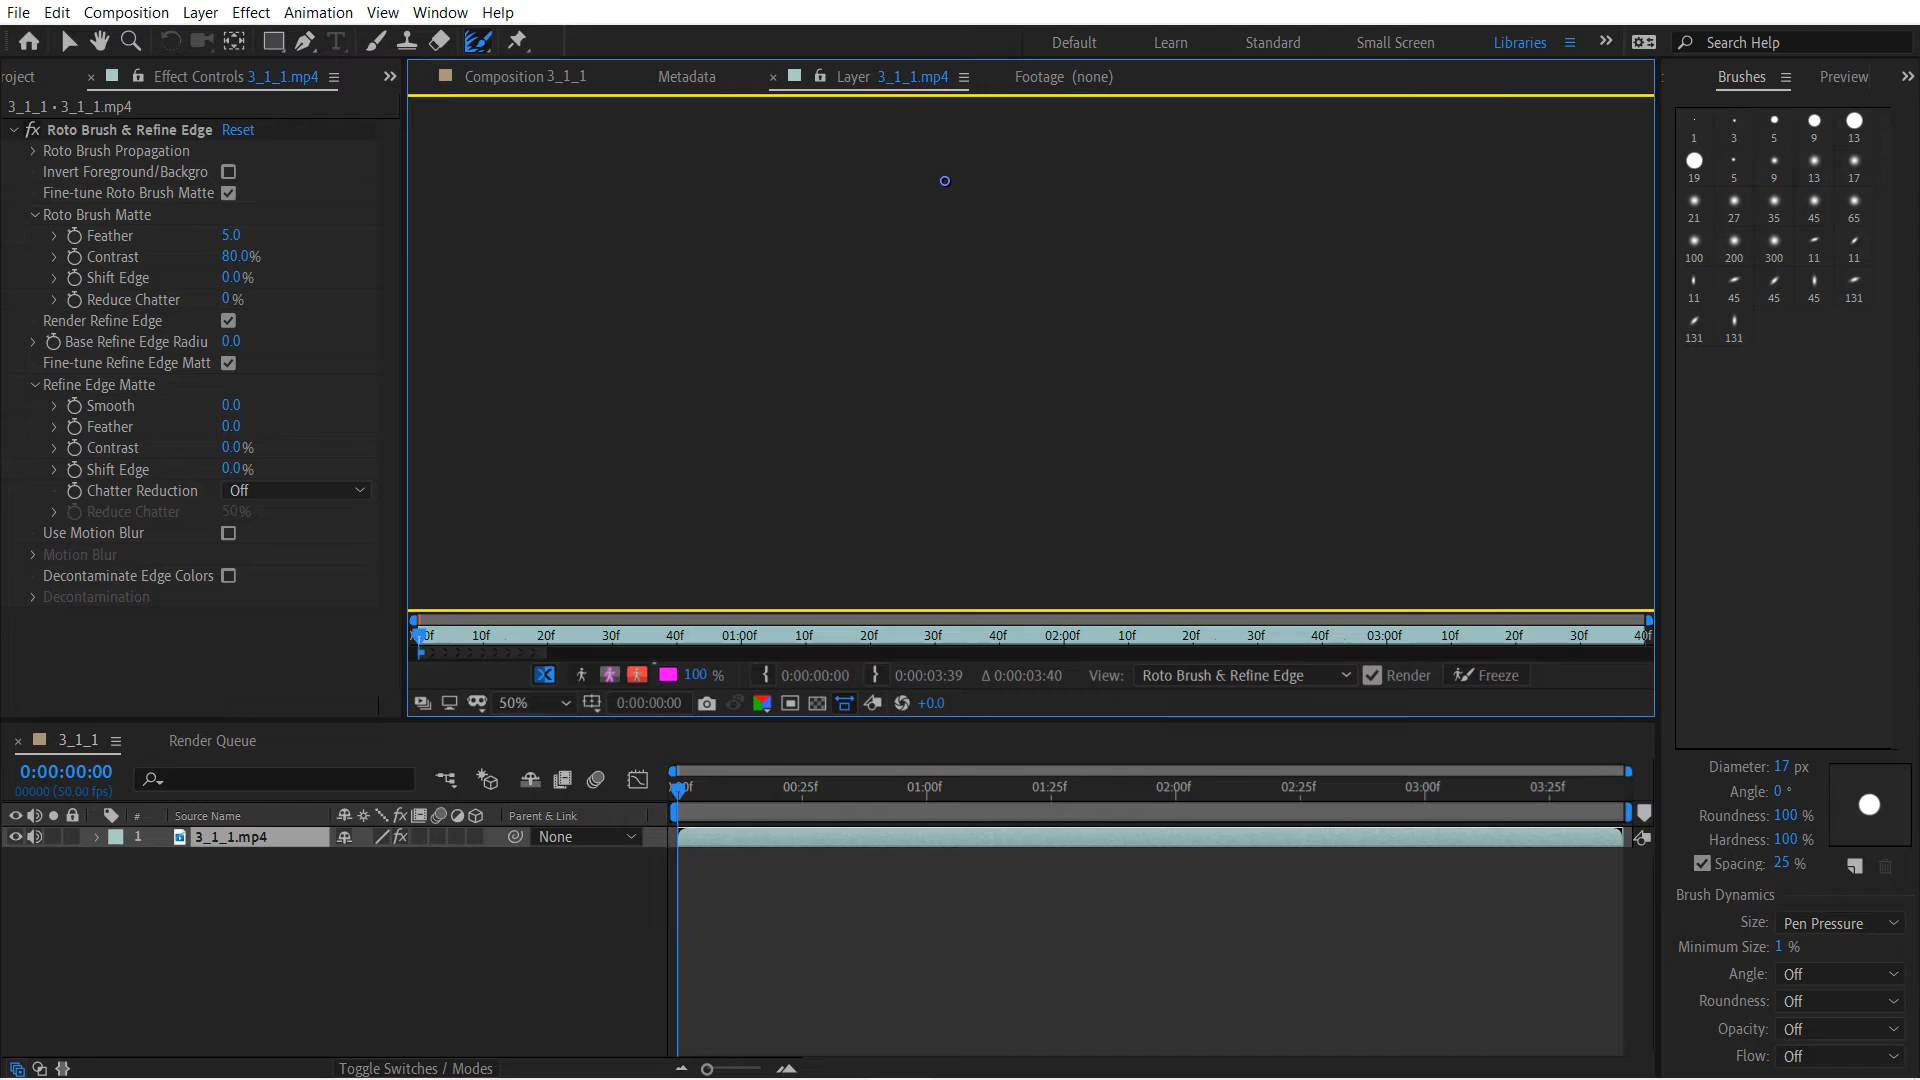 File Edit Composition Layer Effect Animation View Window Help
Default Learn Standard Small Screen Libraries Search Help
roject Effect Controls 3_1_1.mp4
Composition 3_1_1 Metadata Layer 3_1_1.mp4 Footage (none)
Brushes Preview
3_1_1 • 3_1_1.mp4
fx Roto Brush & Refine Edge Reset
Roto Brush Propagation
Invert Foreground/Backgro
Fine-tune Roto Brush Matte
Roto Brush Matte
Feather 5.0
Contrast 80.0%
Shift Edge 0.0%
Reduce Chatter 0%
Render Refine Edge
Base Refine Edge Radiu 0.0
Fine-tune Refine Edge Matt
Refine Edge Matte
Smooth 0.0
Feather 0.0
Contrast 0.0%
Shift Edge 0.0%
Chatter Reduction Off
Reduce Chatter 50%
Use Motion Blur
Motion Blur
Decontaminate Edge Colors
Decontamination
1 3 5 9 13
19 5 9 13 17
21 27 35 45 65
100 200 300 11 11
11 45 45 45 131
131 131
10f 20f 30f 40f 01:00f 10f 20f 30f 40f 02:00f 10f 20f 30f 40f 03:00f 10f 20f 30f 40f
100 % 0:00:00:00 0:00:03:39 Δ 0:00:03:40 View: Roto Brush & Refine Edge Render Freeze
50% 0:00:00:00 +0.0
3_1_1 Render Queue
0:00:00:00
00000 (50.00 fps)
00:25f 01:00f 01:25f 02:00f 02:25f 03:00f 03:25f
# Source Name fx Parent & Link
1 3_1_1.mp4 fx None
Diameter: 17 px
Angle: 0 °
Roundness: 100 %
Hardness: 100 %
Spacing: 25 %
Brush Dynamics
Size: Pen Pressure
Minimum Size: 1 %
Angle: Off
Roundness: Off
Opacity: Off
Flow: Off
Toggle Switches / Modes